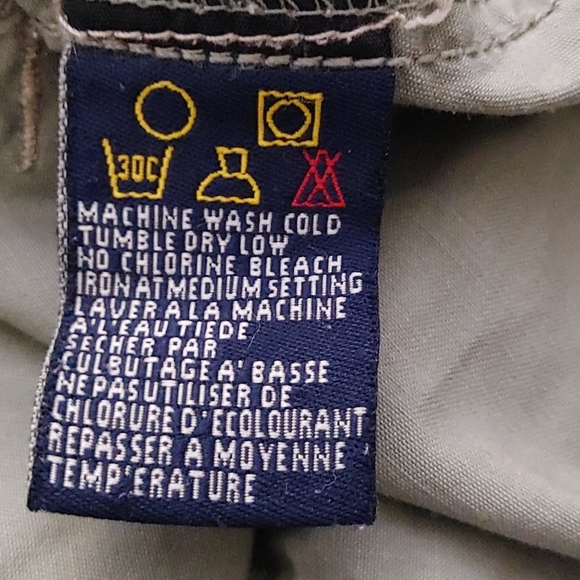 30C
MACHINE WASH COLD
TUMBLE DRY LOW
NO CHLORINE BLEACH
IRON AT MEDIUM SETTING
LAVER A LA MACHINE
A'L'EAU TIEDE
SECHER PAR
CULBUTAGE A' BASSE
NE PAS UTILISER DE
CHLORURE D'ECOLOURANT
REPASSER A MOYENNE
TEMP'ERATURE